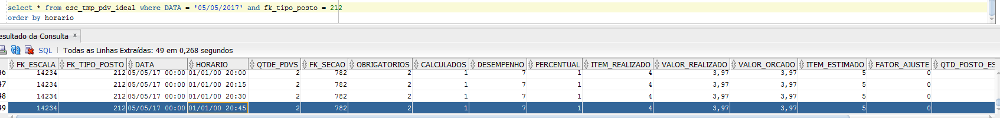 select * from esc_tmp_pdv_ideal where DATA = '05/05/2017' and fk_tipo_posto = 212
order by horario
esultado da Consulta x
SQL | Todas as Linhas Extraídas: 49 em 0,268 segundos
FK_ESCALA FK_TIPO_POSTO DATA HORARIO QTDE_PDVS FK_SECAO OBRIGATORIOS CALCULADOS DESEMPENHO PERCENTUAL ITEM_REALIZADO VALOR_REALIZADO VALOR_ORCADO ITEM_ESTIMADO FATOR_AJUSTE QTD_POSTO_ES
46 14234 212 05/05/17 00:00 01/01/00 20:00 2 782 2 1 7 1 4 3,97 3,97 5 0
47 14234 212 05/05/17 00:00 01/01/00 20:15 2 782 2 1 7 1 4 3,97 3,97 5 0
48 14234 212 05/05/17 00:00 01/01/00 20:30 2 782 2 1 7 1 4 3,97 3,97 5 0
49 14234 212 05/05/17 00:00 01/01/00 20:45 2 782 2 1 7 1 4 3,97 3,97 5 0